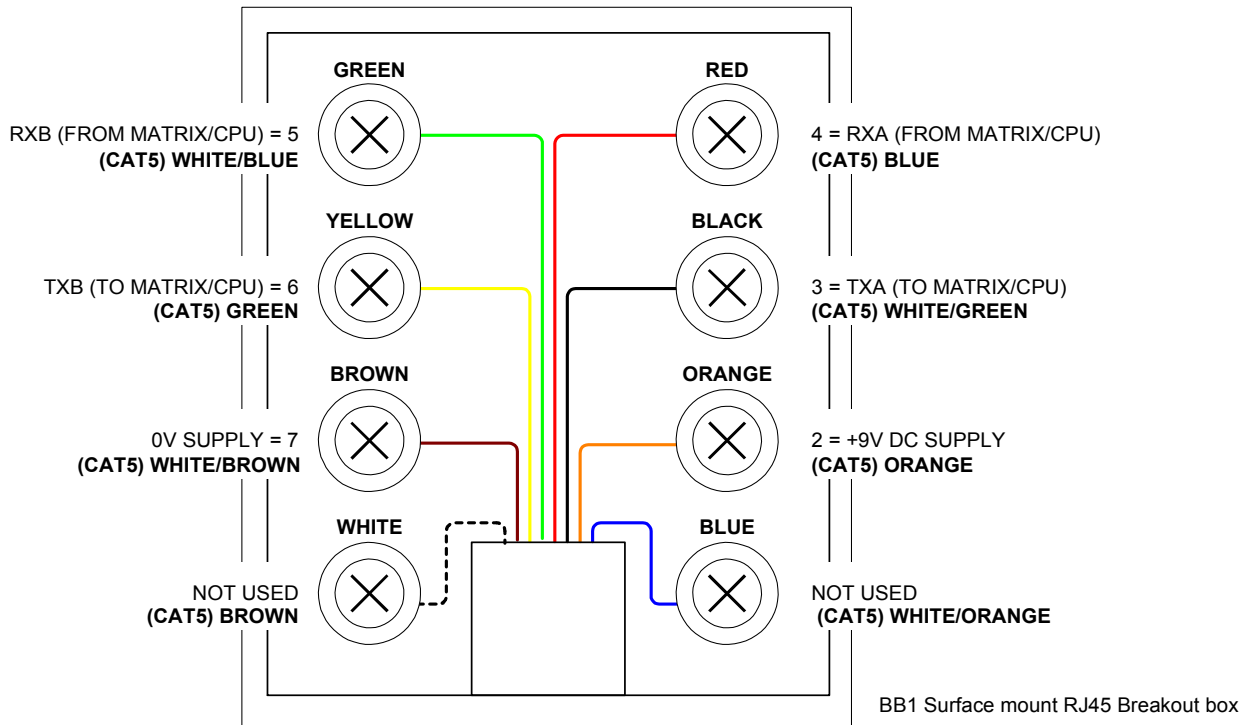 GREEN
RED
RXB (FROM MATRIX/CPU) = 5
(CAT5) WHITE/BLUE
4 = RXA (FROM MATRIX/CPU)
(CAT5) BLUE
YELLOW
BLACK
TXB (TO MATRIX/CPU) = 6
(CAT5) GREEN
3 = TXA (TO MATRIX/CPU)
(CAT5) WHITE/GREEN
BROWN
ORANGE
0V SUPPLY = 7
(CAT5) WHITE/BROWN
2 = +9V DC SUPPLY
(CAT5) ORANGE
WHITE
BLUE
NOT USED
(CAT5) BROWN
NOT USED
(CAT5) WHITE/ORANGE
BB1 Surface mount RJ45 Breakout box